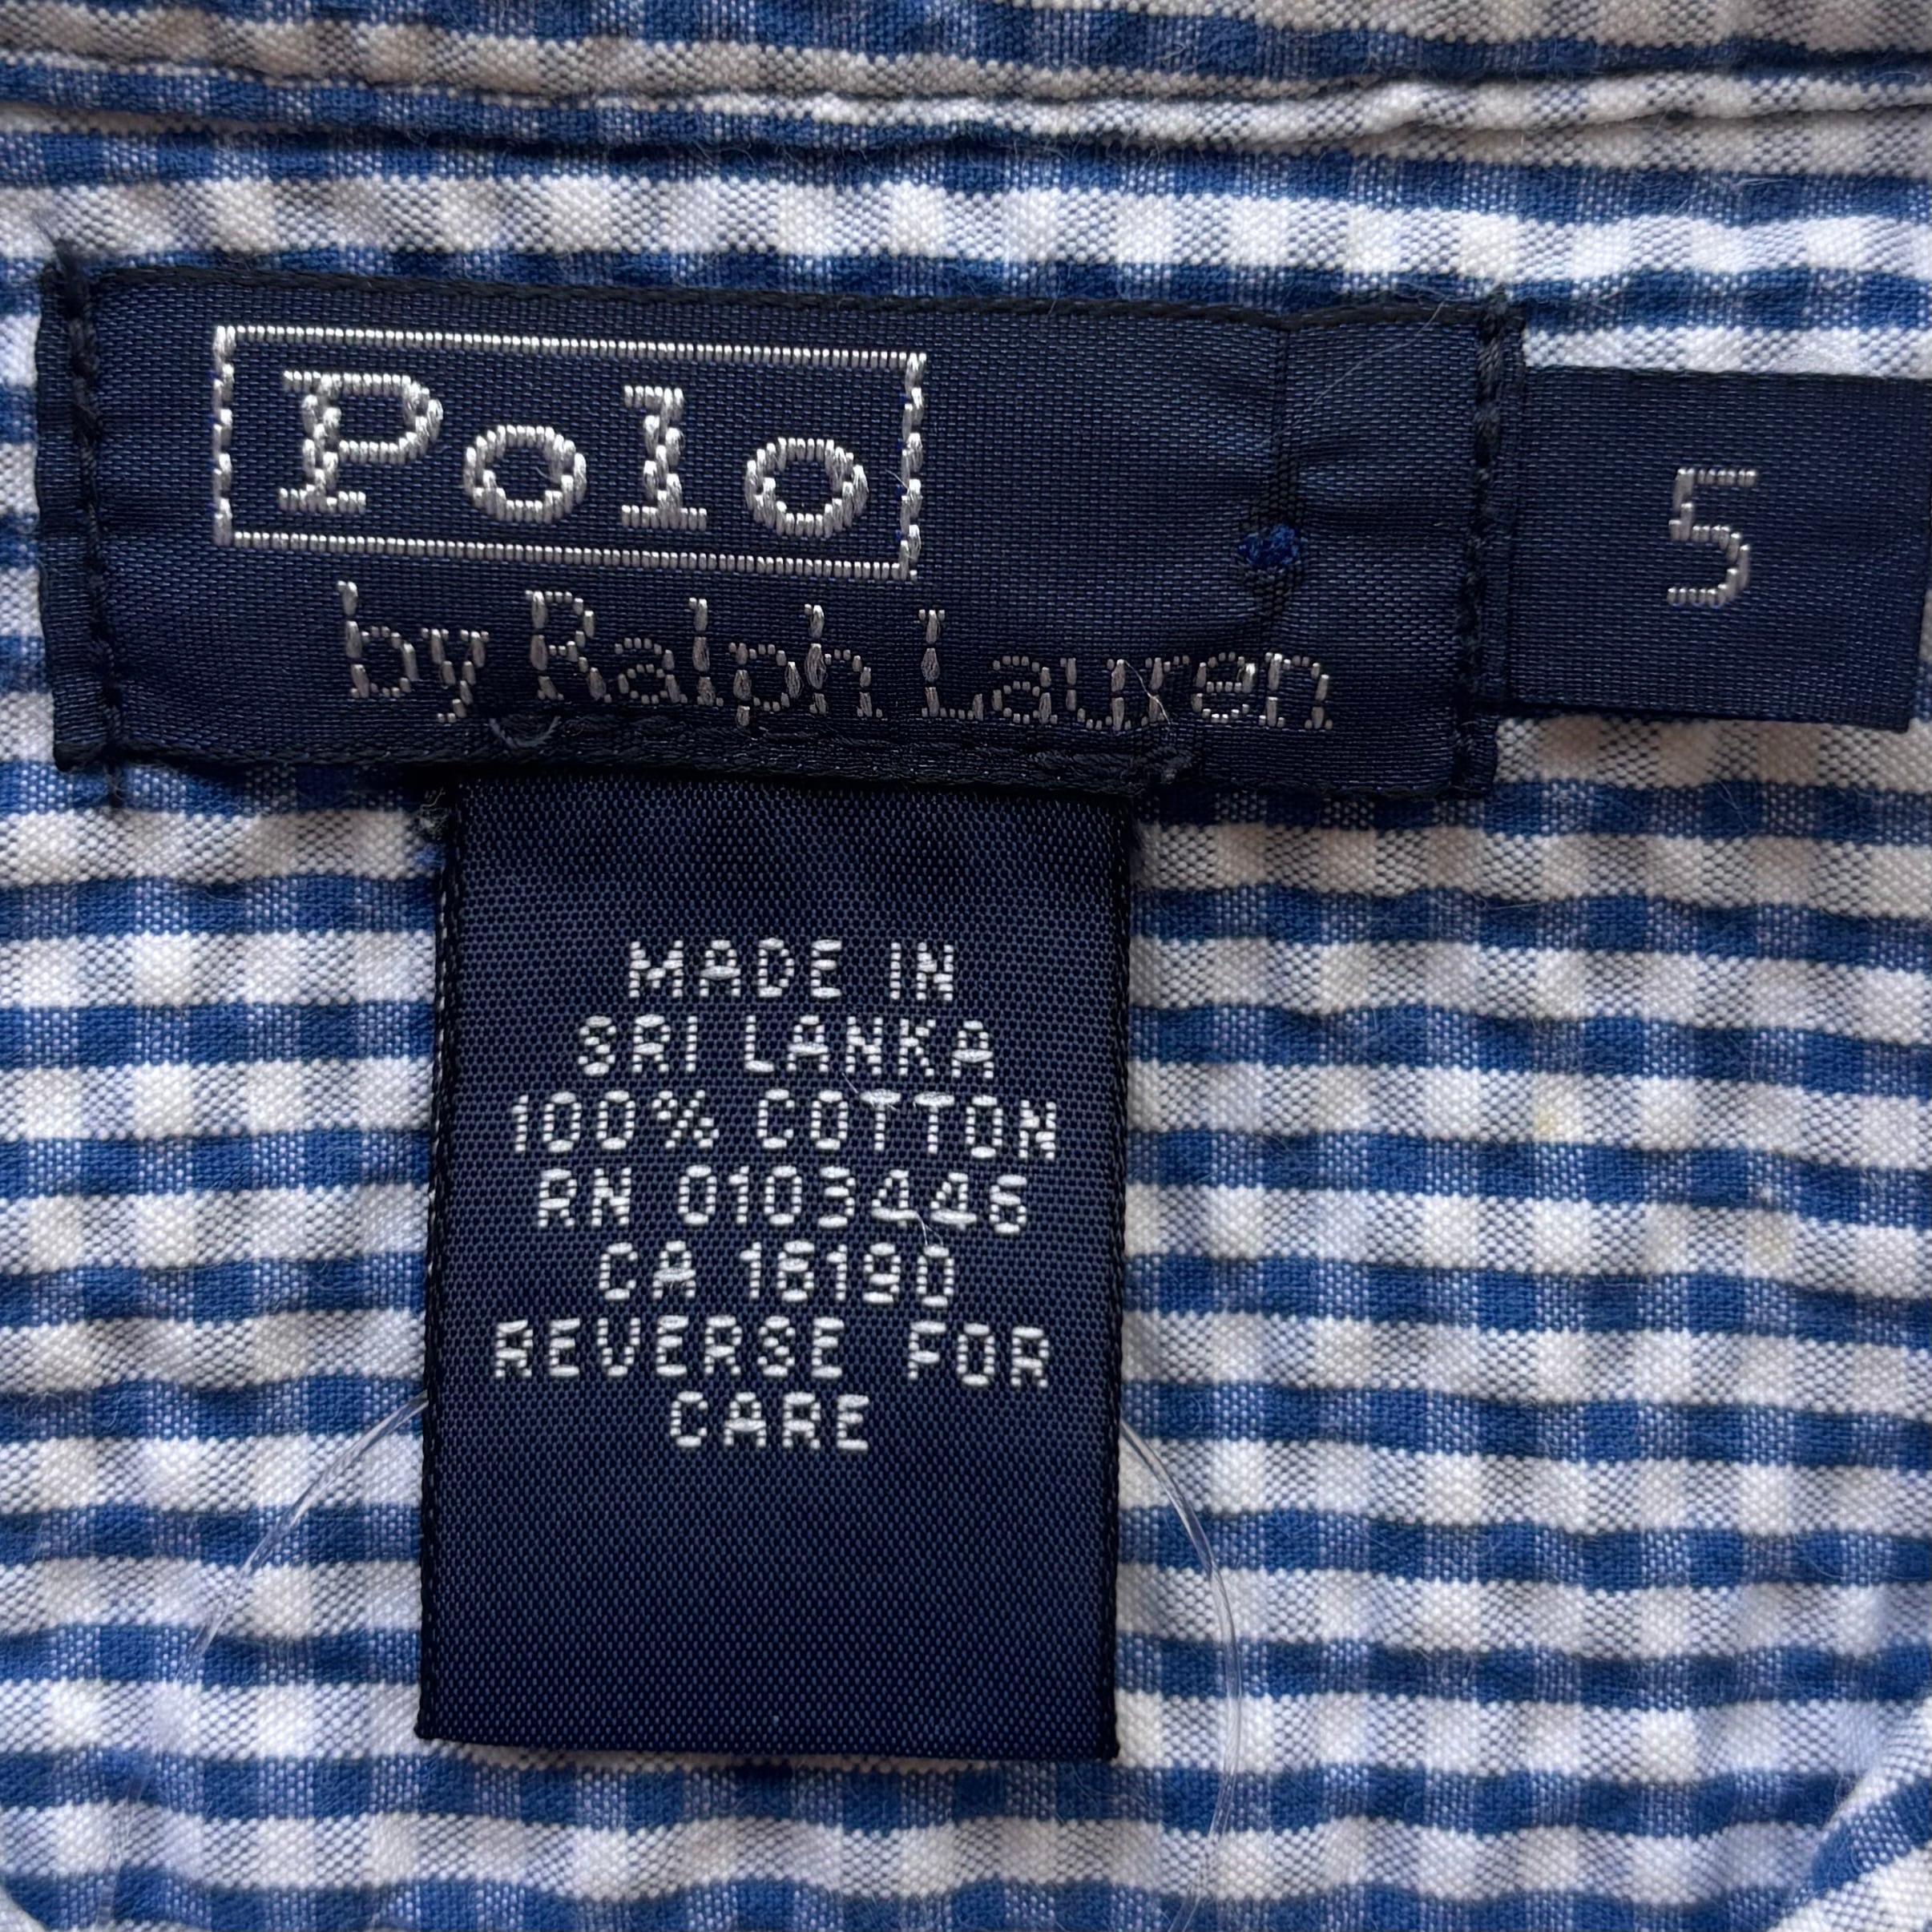 Polo
by Ralph Lauren
5
MADE IN
SRI LANKA
100% COTTON
RN 0103446
CA 16190
REVERSE FOR
CARE